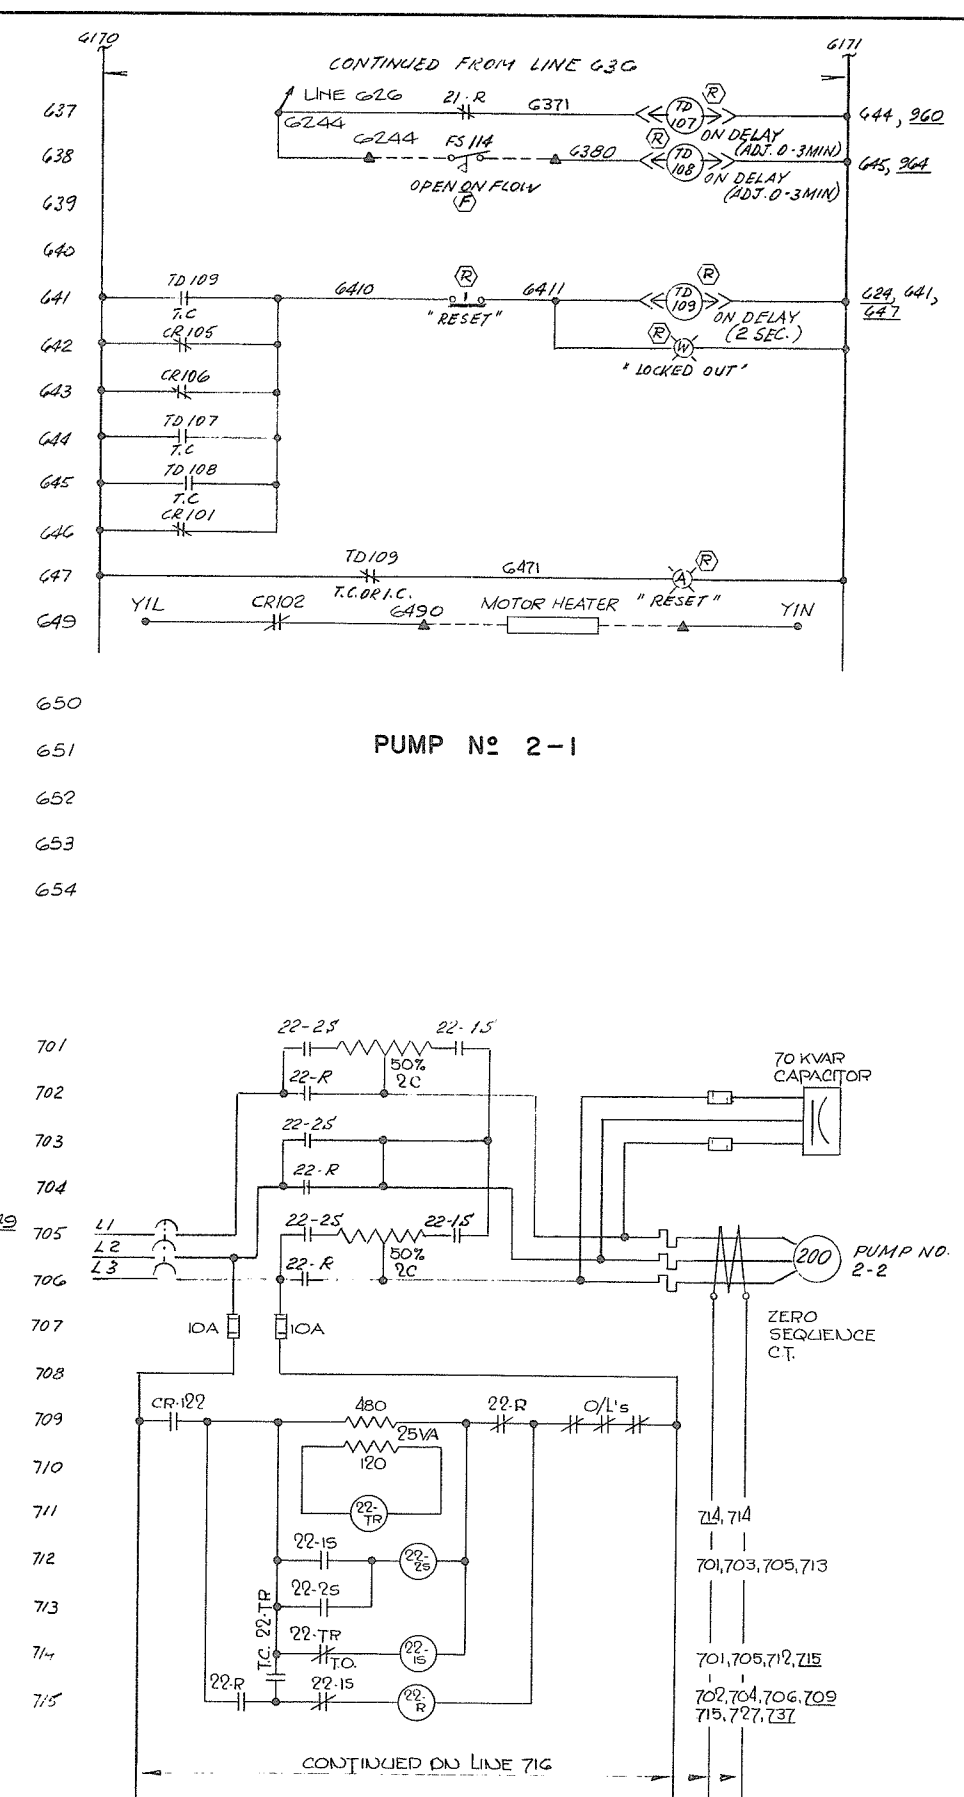 6170
6171
CONTINUED FROM LINE 636
637
LINE 626
21-R
6371
R
TD 107
644, 960
6244
ON DELAY
(ADJ. 0-3MIN)
638
6244
FS 114
6380
R
TD 108
645, 964
OPEN ON FLOW
ON DELAY
(ADJ. 0-3MIN)
639
F
640
641
TD 109
T.C
6410
R
"RESET"
6411
R
TD 109
ON DELAY
(2 SEC.)
624, 641,
647
642
CR105
R
W
"LOCKED OUT"
643
CR106
644
TD 107
T.C
645
TD 108
T.C
646
CR101
647
TD109
T.C. OR I.C.
6471
A
R
"RESET"
649
Y1L
CR102
6490
MOTOR HEATER
Y1N
650
651
PUMP Nº 2-1
652
653
654
701
22-2S
22-1S
50%
2C
70 KVAR
CAPACITOR
702
22-R
703
22-2S
704
22-R
705
L1
22-2S
22-1S
L2
50%
2C
200
PUMP NO.
2-2
706
L3
22-R
707
10A
10A
ZERO
SEQUENCE
C.T.
708
709
CR-122
480
22-R
O/L's
25VA
710
120
711
22-TR
714, 714
712
22-1S
22-2S
701,703,705,713
713
22-2S
T.C. 22-TR
714
22-TR
T.O.
22-1S
701,705,712,715
715
22-R
22-1S
22-R
702,704,706,709
715,727,737
CONTINUED ON LINE 716